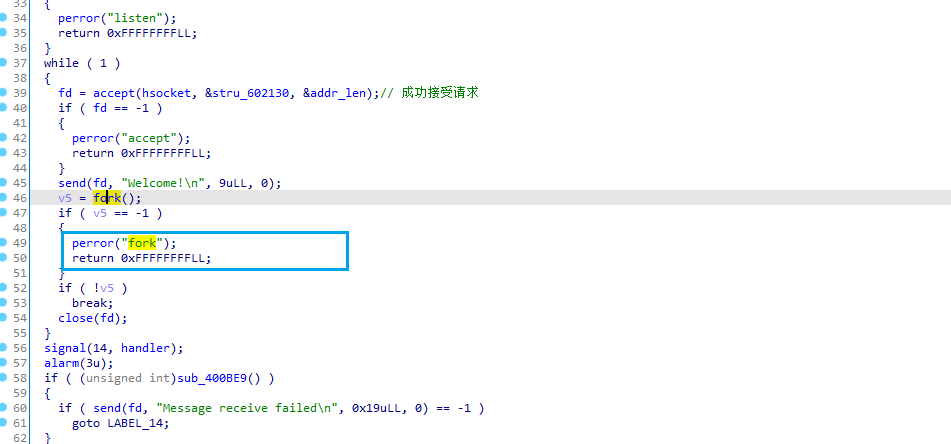 33 {
34 perror("listen");
35 return 0xFFFFFFFFLL;
36 }
37 while ( 1 )
38 {
39 fd = accept(hsocket, &stru_602130, &addr_len);// 成功接受请求
40 if ( fd == -1 )
41 {
42 perror("accept");
43 return 0xFFFFFFFFLL;
44 }
45 send(fd, "Welcome!\n", 9uLL, 0);
46 v5 = fork();
47 if ( v5 == -1 )
48 {
49 perror("fork");
50 return 0xFFFFFFFFLL;
51 }
52 if ( !v5 )
53 break;
54 close(fd);
55 }
56 signal(14, handler);
57 alarm(3u);
58 if ( (unsigned int)sub_400BE9() )
59 {
60 if ( send(fd, "Message receive failed\n", 0x19uLL, 0) == -1 )
61 goto LABEL_14;
62 }